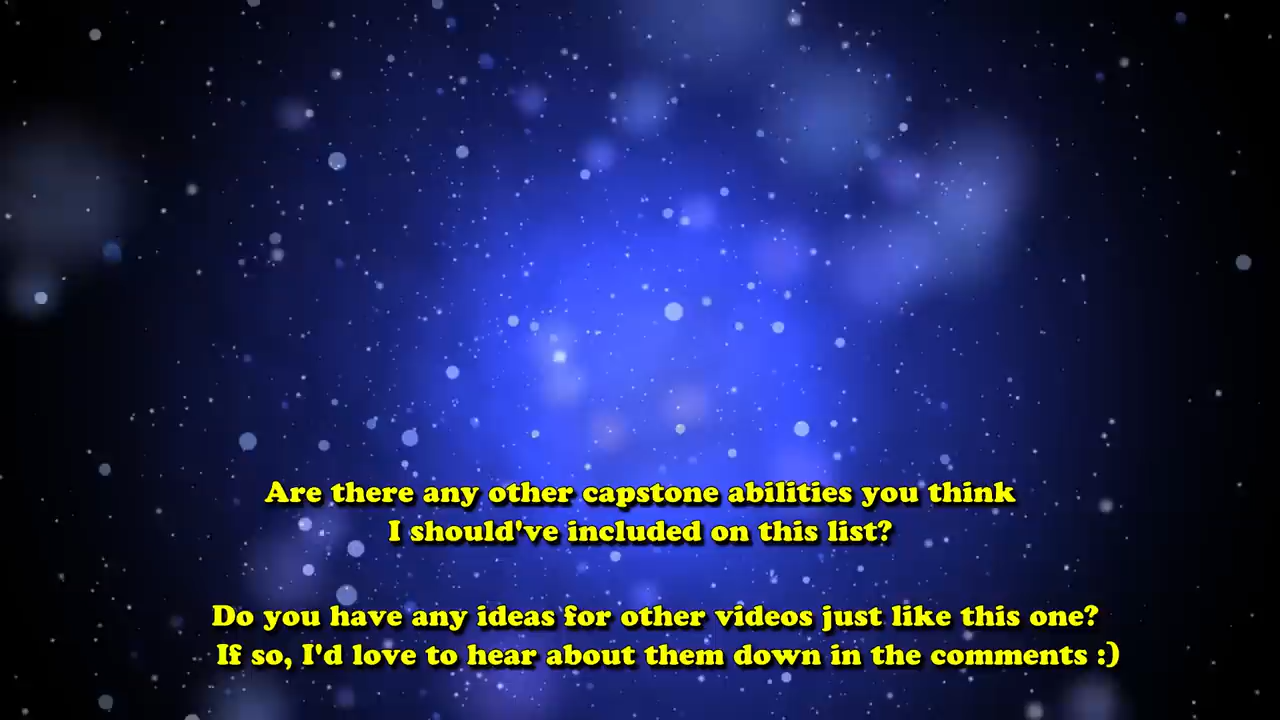 Are there any other capstone abilities you think
I should've included on this list?
Do you have any ideas for other videos just like this one?
If so, I'd love to hear about them down in the comments :)